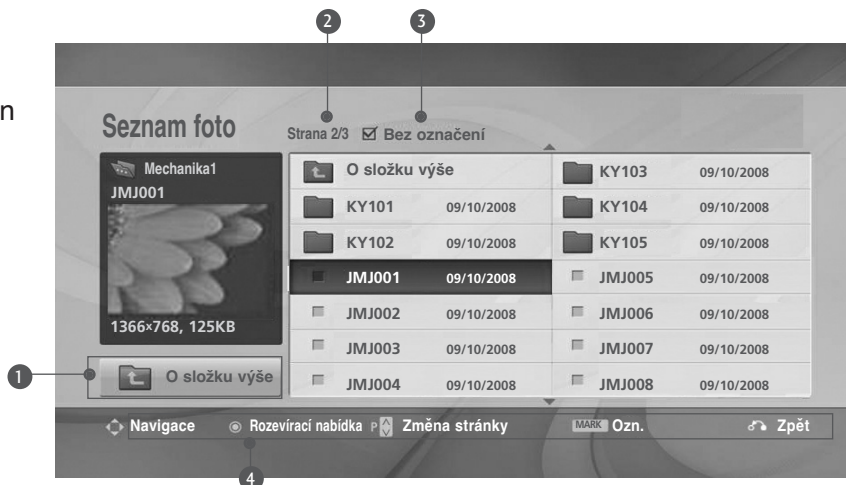 2 3
n
Seznam foto Strana 2/3 Bez označení
Mechanika1
JMJ001
1366×768, 125KB
O složku výše
O složku výše
KY101 09/10/2008
KY102 09/10/2008
JMJ001 09/10/2008
JMJ002 09/10/2008
JMJ003 09/10/2008
JMJ004 09/10/2008
KY103 09/10/2008
KY104 09/10/2008
KY105 09/10/2008
JMJ005 09/10/2008
JMJ006 09/10/2008
JMJ007 09/10/2008
JMJ008 09/10/2008
1
Navigace Rozevírací nabídka P Změna stránky MARK Ozn. Zpět
4